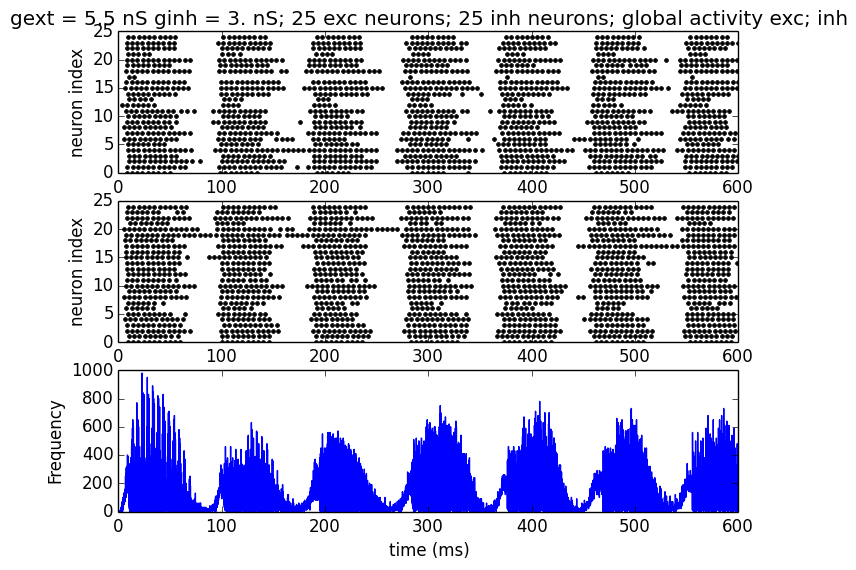 gext = 5.5 nS ginh = 3. nS; 25 exc neurons; 25 inh neurons; global activity exc; inh
25
20
15
10
5
0
neuron index
0 100 200 300 400 500 600
25
20
15
10
5
0
neuron index
0 100 200 300 400 500 600
1000
800
600
400
200
0
Frequency
0 100 200 300 400 500 600
time (ms)